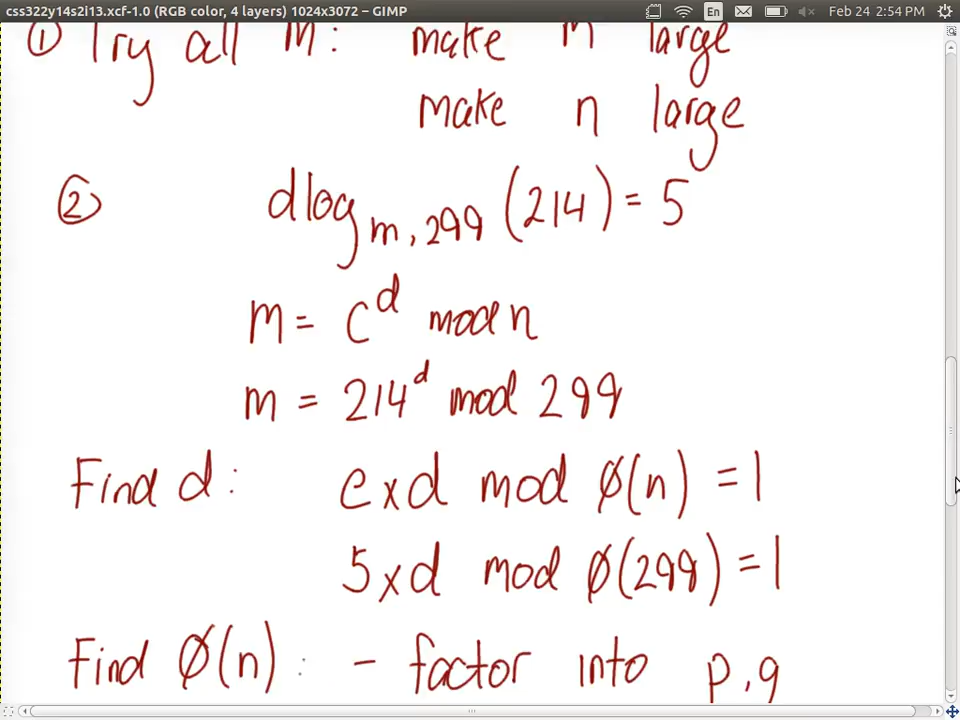 css322y14s2i13.xcf-1.0 (RGB color, 4 layers) 1024x3072 – GIMP
En
Feb 24 2:54 PM
① Try all m: make m large
make n large
② dlog m, 299 (214) = 5
m = c^d mod n
m = 214^d mod 299
Find d: e x d mod ø(n) = 1
5 x d mod ø(299) = 1
Find ø(n): - factor into p, q